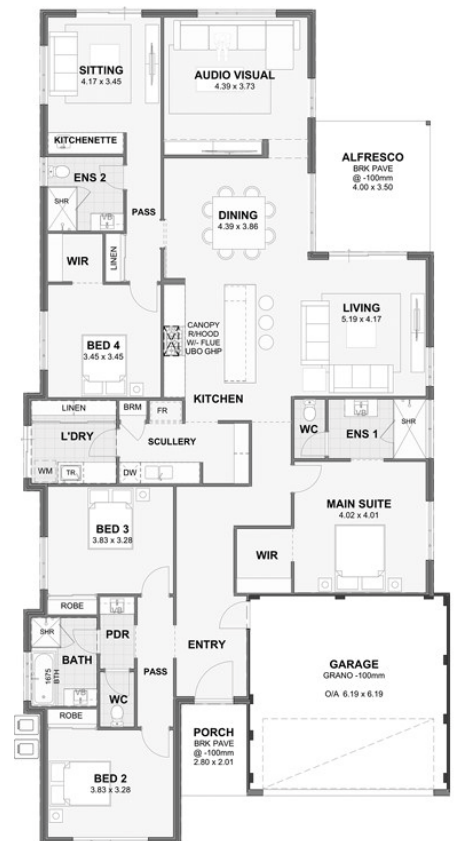 SITTING
4.17 x 3.45
AUDIO VISUAL
4.39 x 3.73
KITCHENETTE
ENS 2
SHR
VB
PASS
ALFRESCO
BRK PAVE
@ -100mm
4.00 x 3.50
DINING
4.39 x 3.86
WIR
LINEN
LIVING
5.19 x 4.17
BED 4
3.45 x 3.45
CANOPY
R/HOOD
W/- FLUE
UBO GHP
KITCHEN
LINEN
BRM
FR
L'DRY
SCULLERY
WM
TR.
DW
WC
VB
ENS 1
SHR
MAIN SUITE
4.02 x 4.01
BED 3
3.83 x 3.28
WIR
ROBE
SHR
BATH
1675
BTH
VB
VB
PDR
WC
PASS
ENTRY
GARAGE
GRANO -100mm
O/A 6.19 x 6.19
ROBE
PORCH
BRK PAVE
@ -100mm
2.80 x 2.01
BED 2
3.83 x 3.28